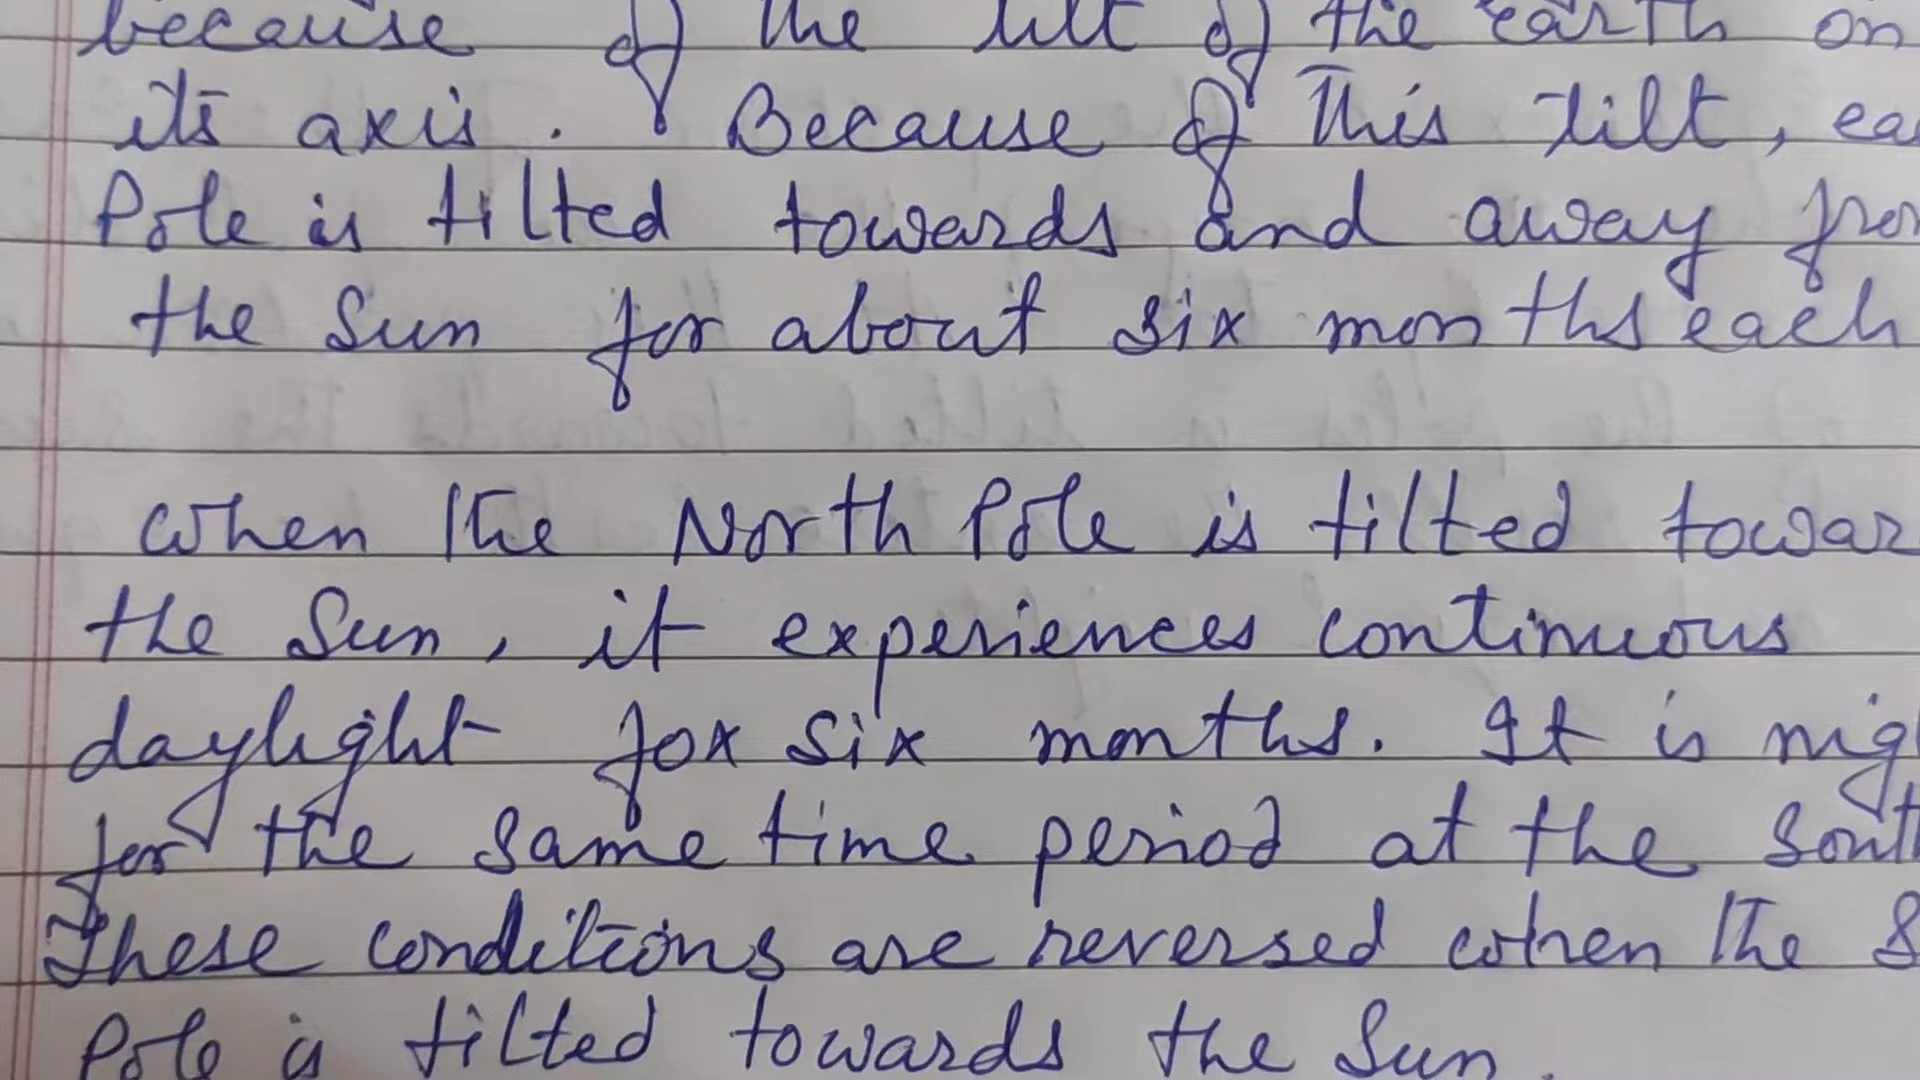 because of the tilt of the earth on
its axis. Because of This tilt, ea
Pole is tilted towards and away from
the Sun for about six months each
when the North Pole is tilted towar
the Sun, it experiences continuous
daylight for six months. It is nig
for the same time period at the South
These conditions are reversed when the S
Pole is tilted towards the Sun.